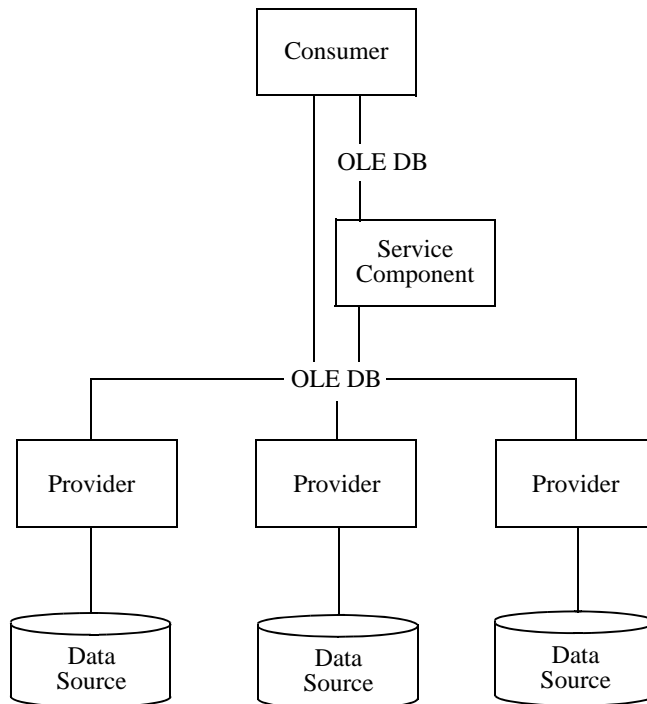 Consumer
OLE DB
Service
Component
OLE DB
Provider
Provider
Provider
Data
Source
Data
Source
Data
Source